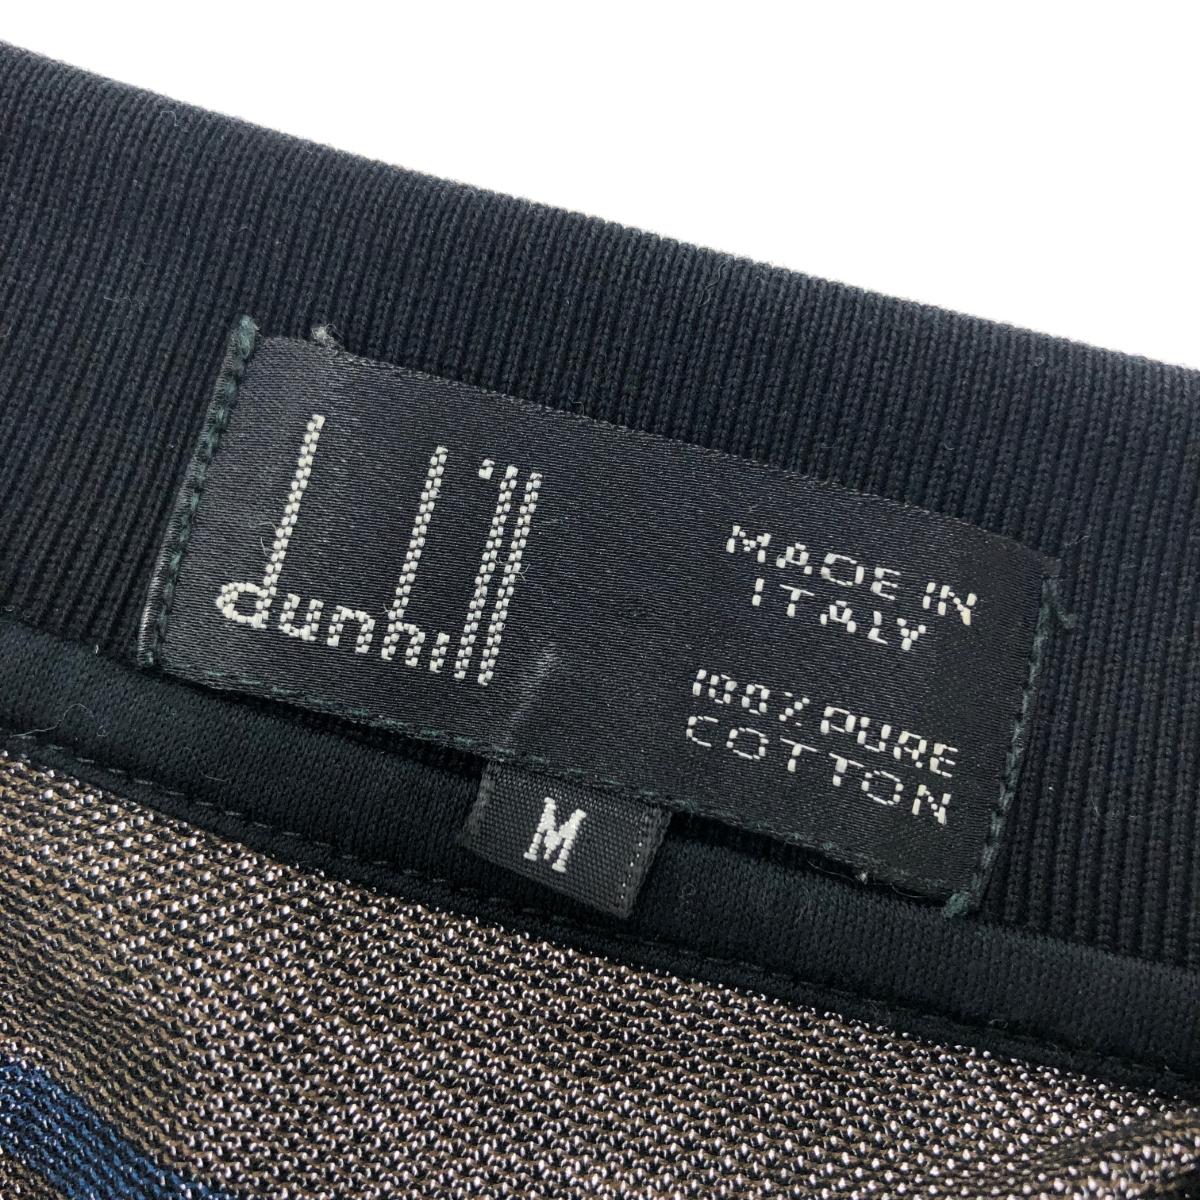 dunhill
MADE IN
ITALY
100% PURE
COTTON
M